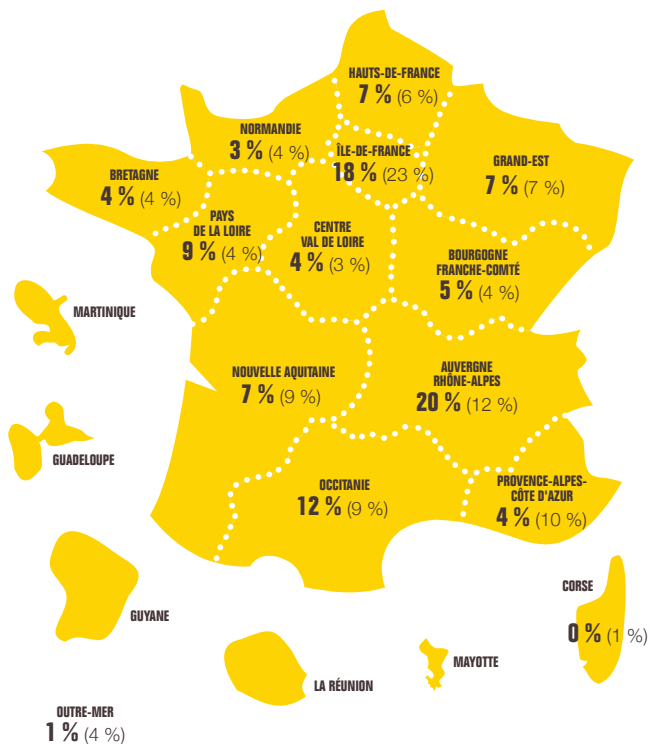 HAUTS-DE-FRANCE
7 % (6 %)
NORMANDIE
3 % (4 %)
ÎLE-DE-FRANCE
18 % (23 %)
GRAND-EST
7 % (7 %)
BRETAGNE
4 % (4 %)
PAYS
DE LA LOIRE
9 % (4 %)
CENTRE
VAL DE LOIRE
4 % (3 %)
BOURGOGNE
FRANCHE-COMTÉ
5 % (4 %)
MARTINIQUE
NOUVELLE AQUITAINE
7 % (9 %)
AUVERGNE
RHÔNE-ALPES
20 % (12 %)
GUADELOUPE
OCCITANIE
12 % (9 %)
PROVENCE-ALPES-
CÔTE D'AZUR
4 % (10 %)
GUYANE
CORSE
0 % (1 %)
LA RÉUNION
MAYOTTE
OUTRE-MER
1 % (4 %)